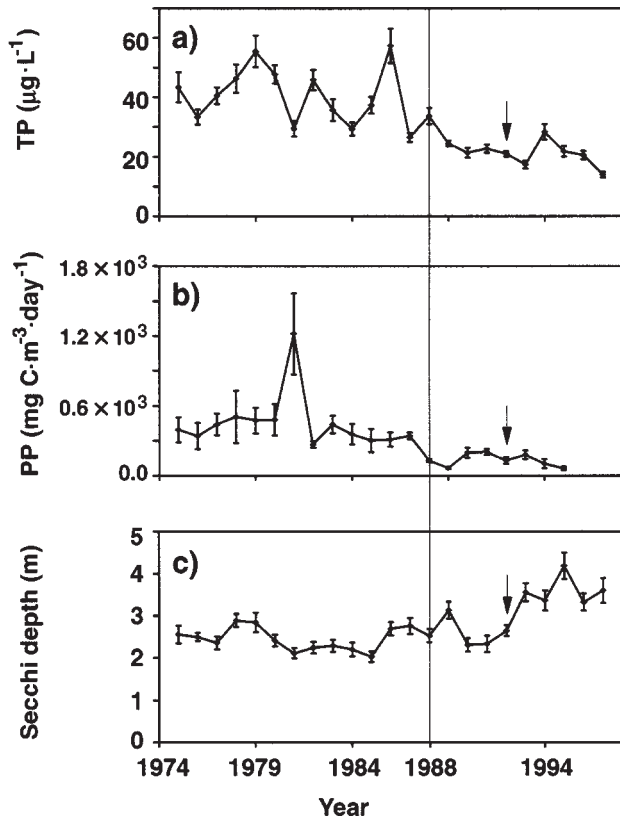 a)
TP (µg·L⁻¹)
60
40
20
0
b)
PP (mg C·m⁻³·day⁻¹)
1.8 × 10³
1.2 × 10³
0.6 × 10³
0.0
c)
Secchi depth (m)
5
4
3
2
1
0
1974 1979 1984 1988 1994
Year